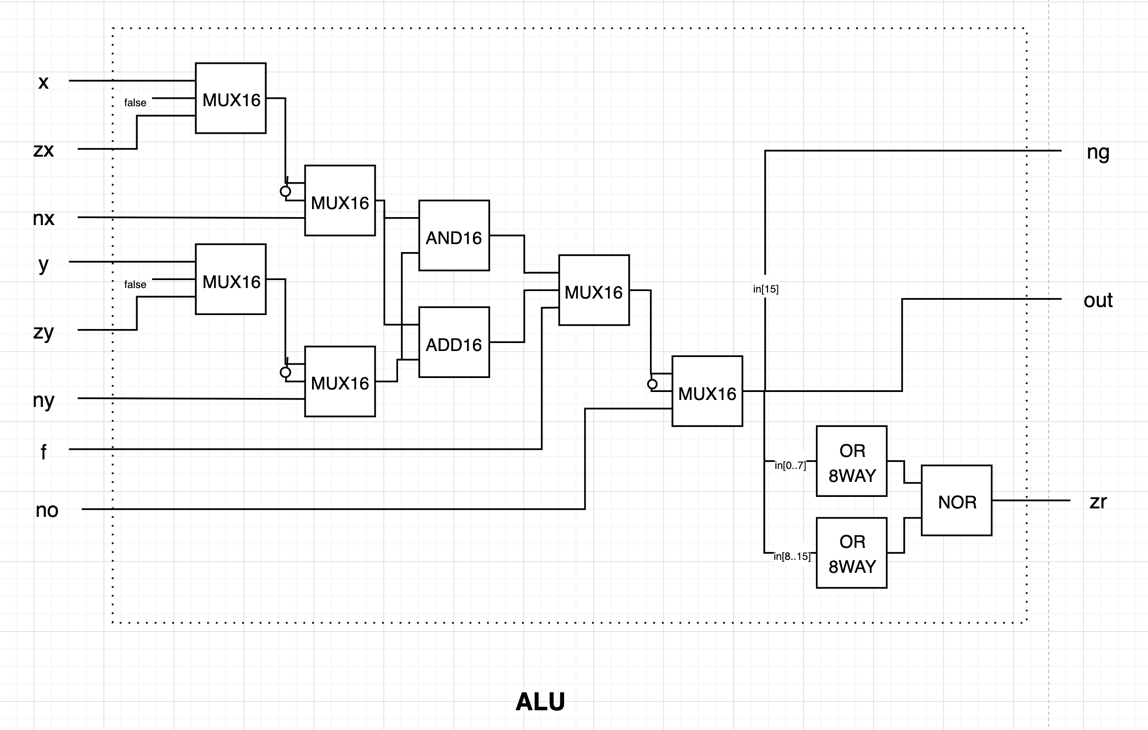 x
false
MUX16
zx
nx
MUX16
y
false
MUX16
zy
MUX16
ny
AND16
ADD16
f
MUX16
no
MUX16
in[15]
ng
out
in[0..7]
OR
8WAY
in[8..15]
OR
8WAY
NOR
zr
ALU